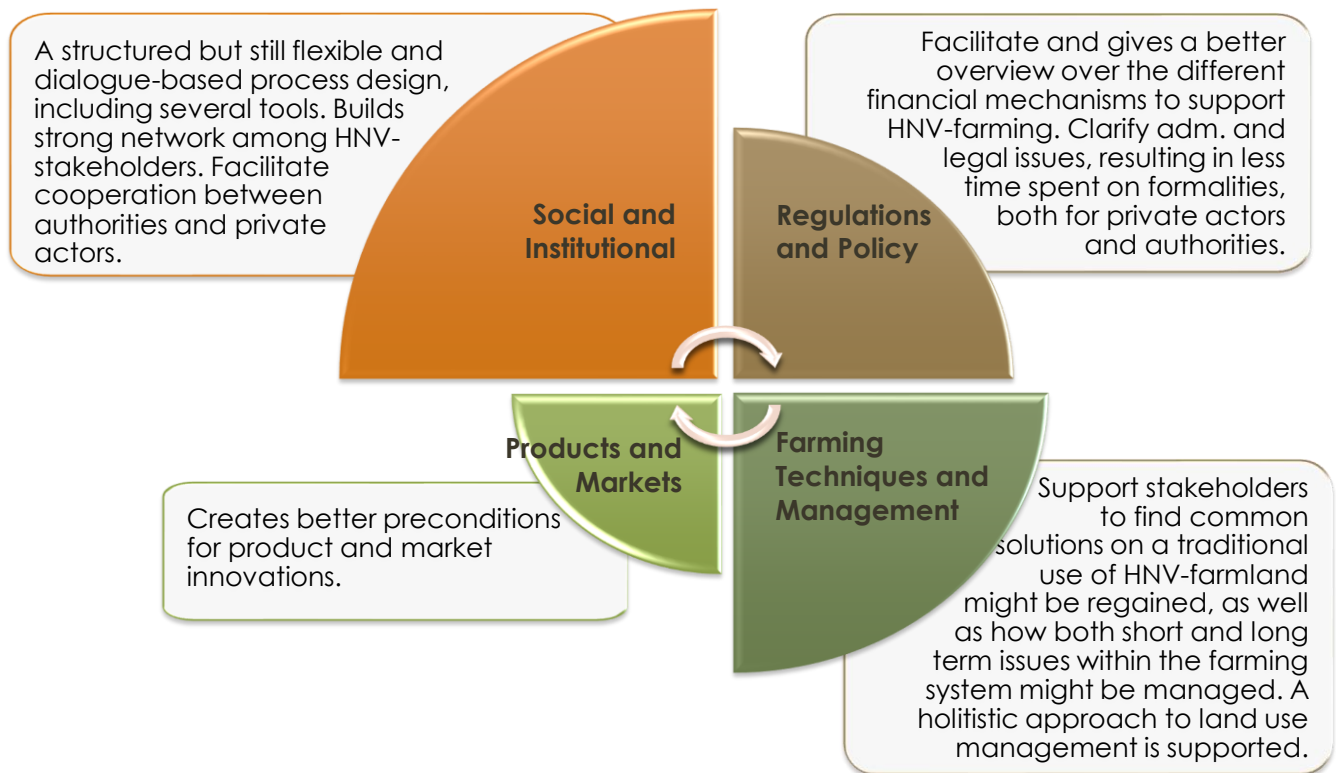 A structured but still flexible and
dialogue-based process design,
including several tools. Builds
strong network among HNV-
stakeholders. Facilitate
cooperation between
authorities and private
actors.
Social and
Institutional
Facilitate and gives a better
overview over the different
financial mechanisms to support
HNV-farming. Clarify adm. and
legal issues, resulting in less
time spent on formalities,
both for private actors
and authorities.
Regulations
and Policy
Products and
Markets
Creates better preconditions
for product and market
innovations.
Farming
Techniques and
Management
Support stakeholders
to find common
solutions on a traditional
use of HNV-farmland
might be regained, as well
as how both short and long
term issues within the farming
system might be managed. A
holitistic approach to land use
management is supported.